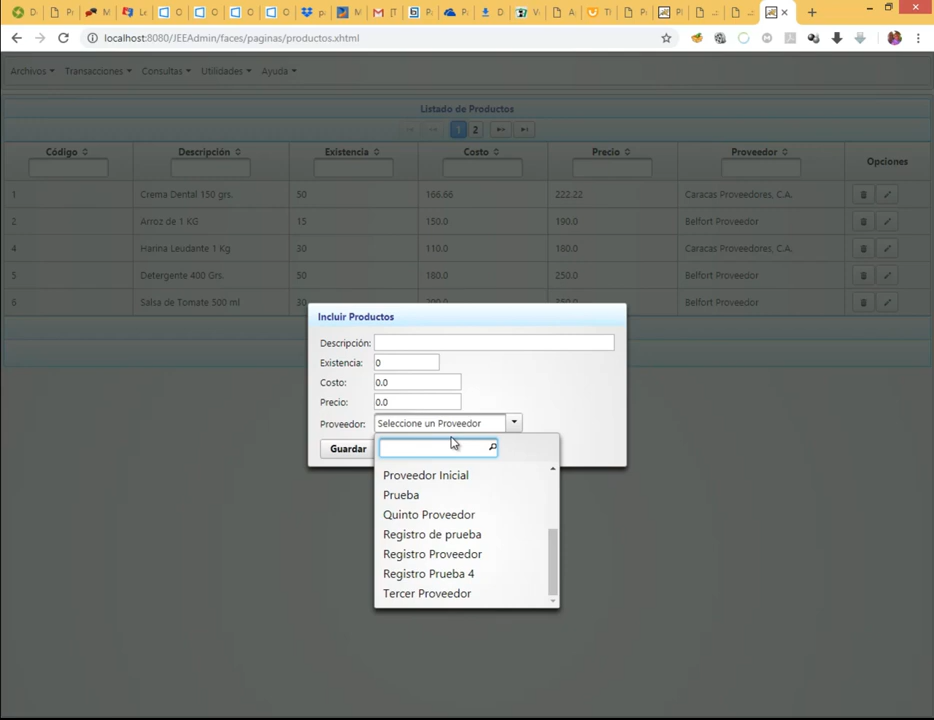 localhost:8080/JEEAdmin/faces/paginas/productos.xhtml
Archivos Transacciones Consultas Utilidades Ayuda
Listado de Productos
1 2
Código Descripción Existencia Costo Precio Proveedor Opciones
1 Crema Dental 150 grs. 50 166.66 222.22 Caracas Proveedores, C.A.
2 Arroz de 1 KG 15 150.0 190.0 Belfort Proveedor
4 Harina Leudante 1 Kg 30 110.0 180.0 Caracas Proveedores, C.A.
5 Detergente 400 Grs. 50 180.0 250.0 Belfort Proveedor
6 Salsa de Tomate 500 ml Belfort Proveedor
Incluir Productos
Descripción:
Existencia: 0
Costo: 0.0
Precio: 0.0
Proveedor: Seleccione un Proveedor
Guardar
Proveedor Inicial
Prueba
Quinto Proveedor
Registro de prueba
Registro Proveedor
Registro Prueba 4
Tercer Proveedor